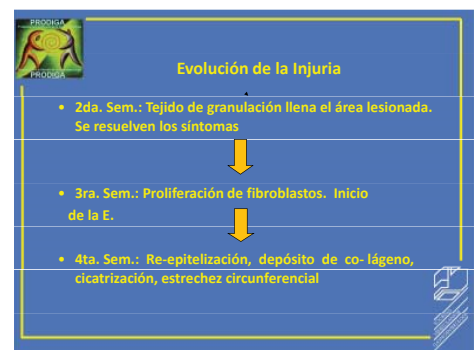 PRODIGA
PRODIGA
Evolución de la Injuria
• 2da. Sem.: Tejido de granulación llena el área lesionada.
Se resuelven los síntomas
• 3ra. Sem.: Proliferación de fibroblastos. Inicio
de la E.
• 4ta. Sem.: Re-epitelización, depósito de co- lágeno,
cicatrización, estrechez circunferencial